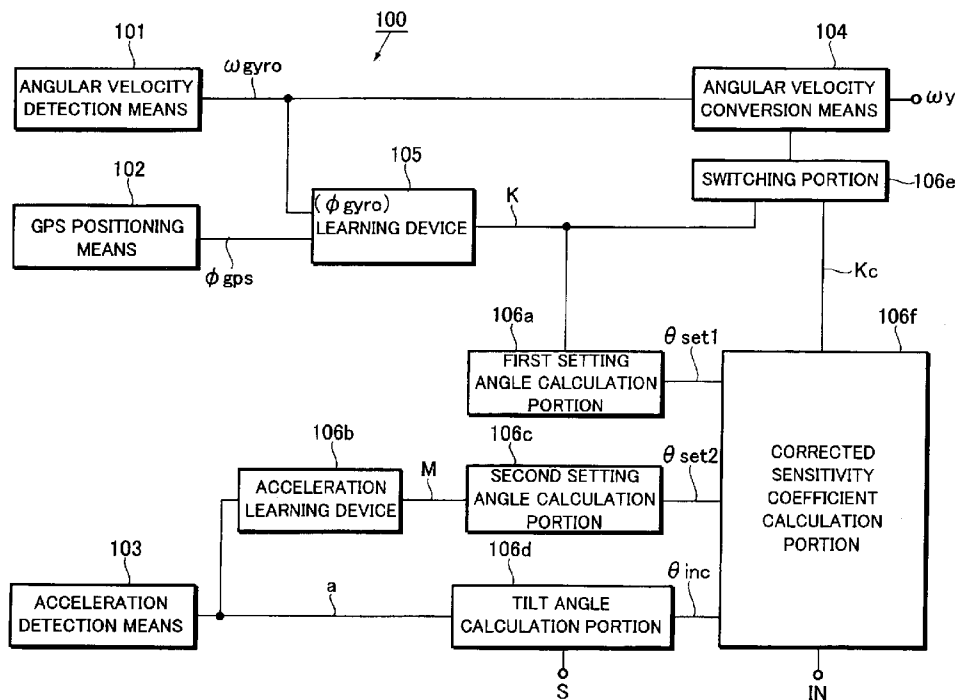 100
101
ANGULAR VELOCITY
DETECTION MEANS
ωgyro
104
ANGULAR VELOCITY
CONVERSION MEANS
ωy
102
GPS POSITIONING
MEANS
φgps
105
(φgyro)
LEARNING DEVICE
K
SWITCHING PORTION
106e
Kc
106a
FIRST SETTING
ANGLE CALCULATION
PORTION
θset1
106f
CORRECTED
SENSITIVITY
COEFFICIENT
CALCULATION
PORTION
106b
ACCELERATION
LEARNING DEVICE
M
106c
SECOND SETTING
ANGLE CALCULATION
PORTION
θset2
103
ACCELERATION
DETECTION MEANS
a
106d
TILT ANGLE
CALCULATION PORTION
θinc
S
IN